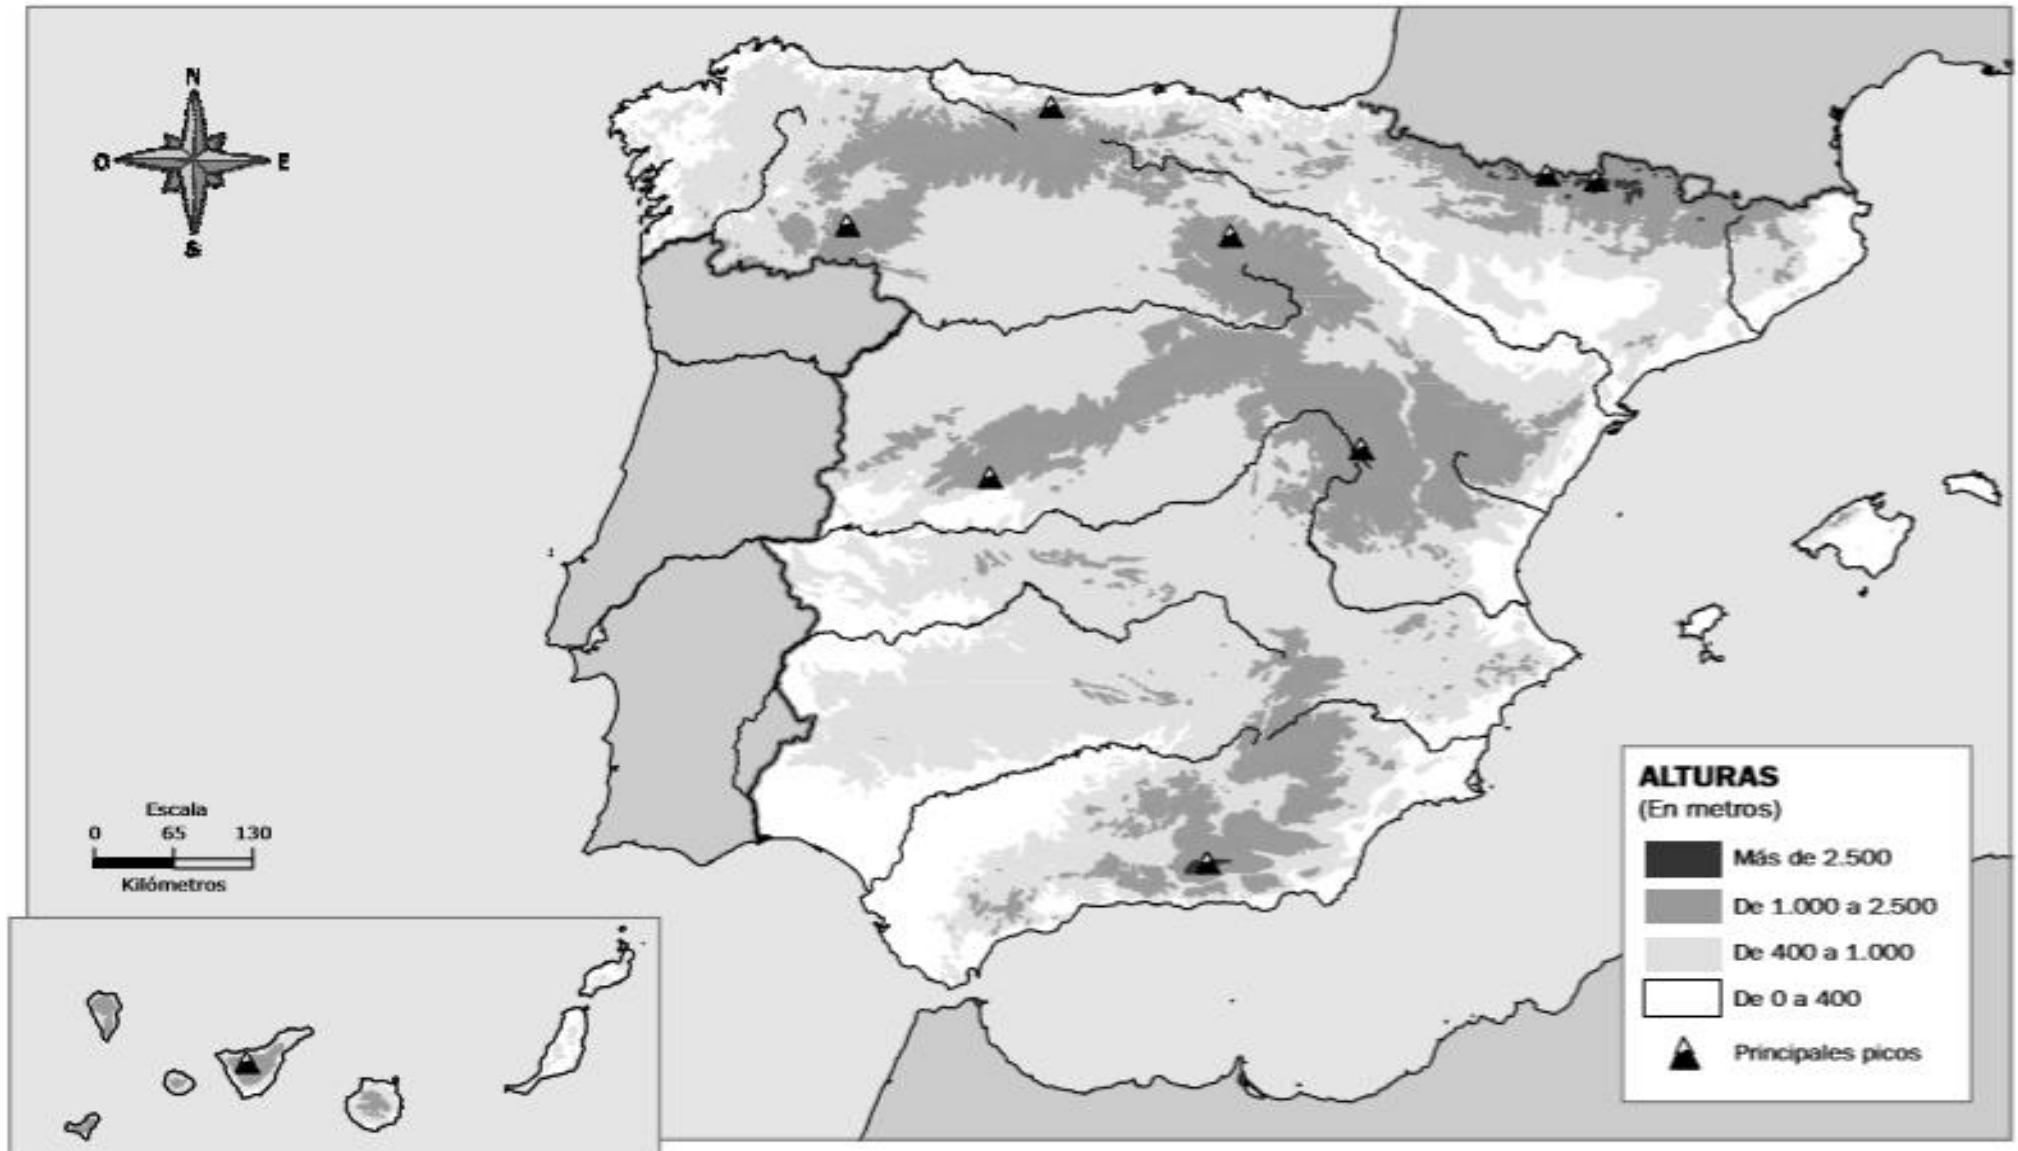 N
O
E
S
Escala
0 65 130
Kilómetros
ALTURAS
(En metros)
Más de 2.500
De 1.000 a 2.500
De 400 a 1.000
De 0 a 400
Principales picos